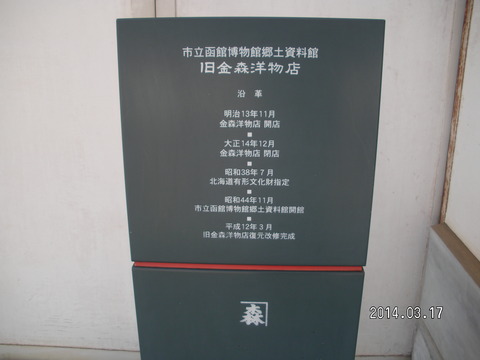 市立函館博物館郷土資料館
旧金森洋物店
沿 革
明治13年11月
金森洋物店 開店
大正14年12月
金森洋物店 閉店
昭和38年7月
北海道有形文化財指定
昭和44年11月
市立函館博物館郷土資料館開館
平成12年3月
旧金森洋物店復元改修完成
森
2014.03.17